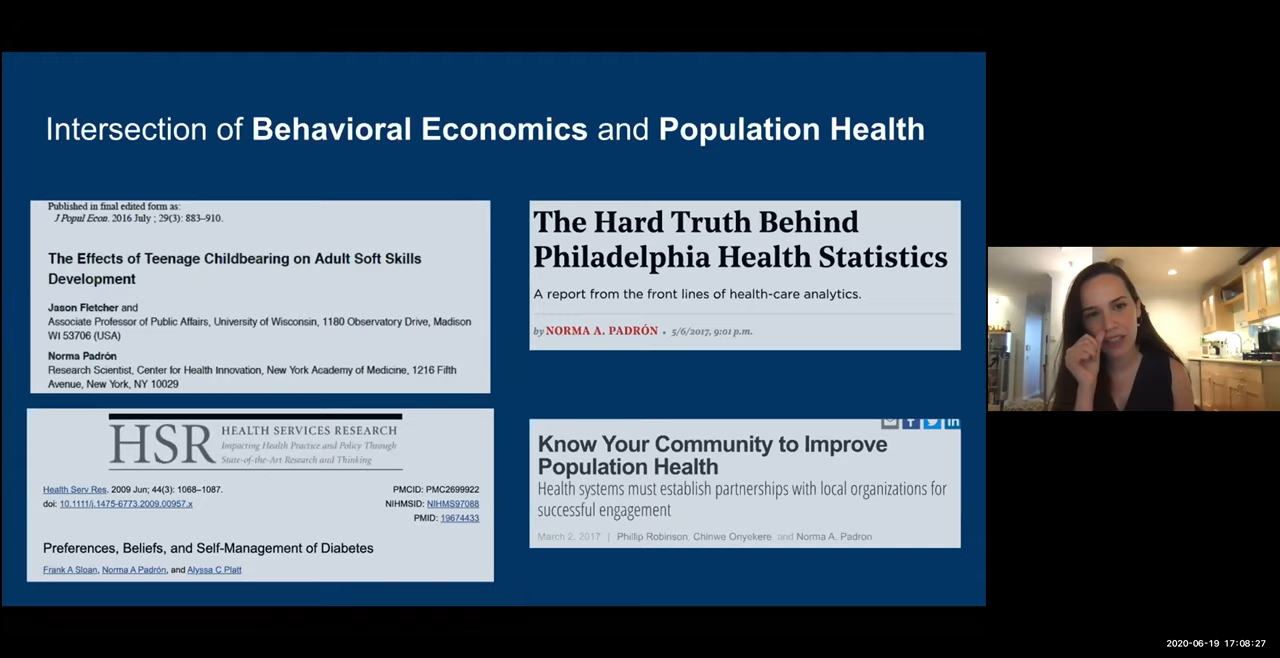 Intersection of Behavioral Economics and Population Health
Published in final edited form as:
J Popul Econ. 2016 July ; 29(3): 883–910.
The Effects of Teenage Childbearing on Adult Soft Skills
Development
Jason Fletcher and
Associate Professor of Public Affairs, University of Wisconsin, 1180 Observatory Drive, Madison
WI 53706 (USA)
Norma Padrón
Research Scientist, Center for Health Innovation, New York Academy of Medicine, 1216 Fifth
Avenue, New York, NY 10029
HSR
HEALTH SERVICES RESEARCH
Impacting Health Practice and Policy Through
State-of-the-Art Research and Thinking
Health Serv Res. 2009 Jun; 44(3): 1068–1087.
doi: 10.1111/j.1475-6773.2009.00957.x
PMCID: PMC2699922
NIHMSID: NIHMS97088
PMID: 19674433
Preferences, Beliefs, and Self-Management of Diabetes
Frank A Sloan, Norma A Padrón, and Alyssa C Platt
The Hard Truth Behind
Philadelphia Health Statistics
A report from the front lines of health-care analytics.
by NORMA A. PADRÓN • 5/6/2017, 9:01 p.m.
Know Your Community to Improve
Population Health
Health systems must establish partnerships with local organizations for
successful engagement
March 2, 2017 | Phillip Robinson, Chinwe Onyekere, and Norma A. Padron
2020-06-19 17:08:27